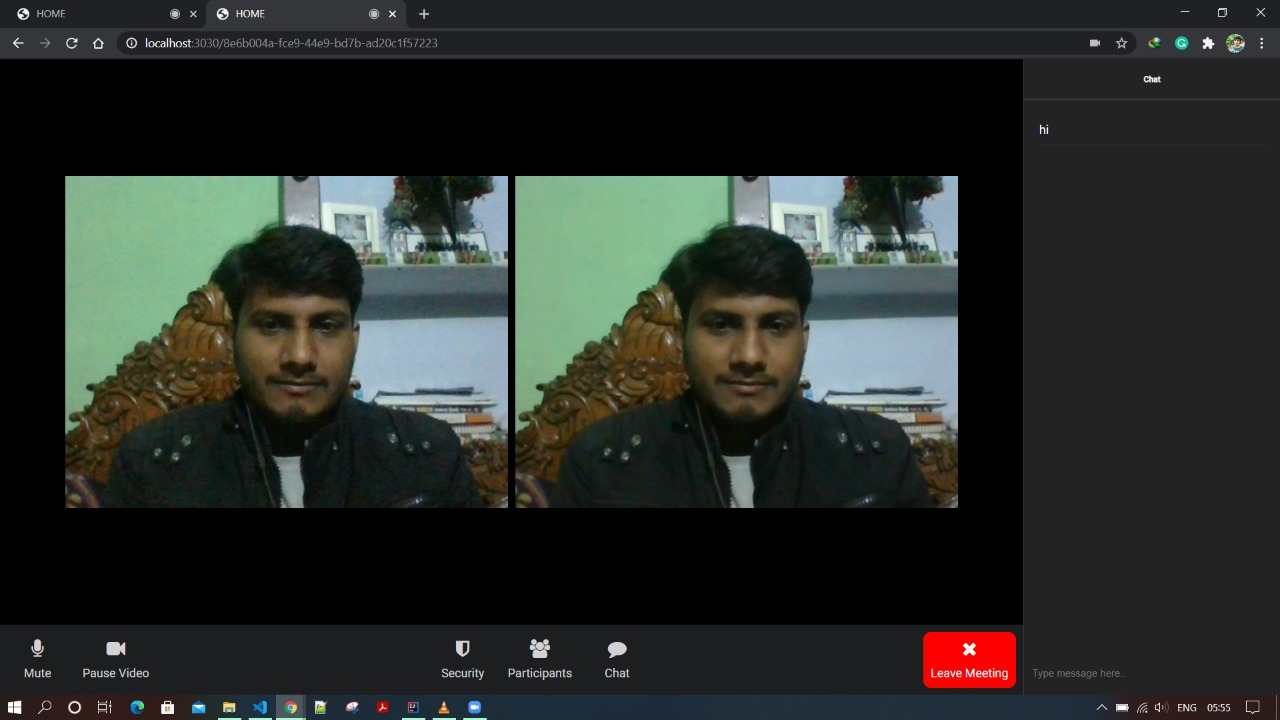 HOME
HOME
localhost:3030/8e6b004a-fce9-44e9-bd7b-ad20c1f57223
Chat
hi
Mute
Pause Video
Security
Participants
Chat
Leave Meeting
Type message here..
ENG
05:55